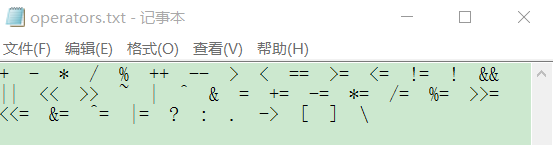 operators.txt - 记事本
文件(F) 编辑(E) 格式(O) 查看(V) 帮助(H)
+ - * / % ++ -- > < == >= <= != ! &&
|| << >> ~ | ^ & = += -= *= /= %= >>=
<<= &= ^= |= ? : . -> [ ] \